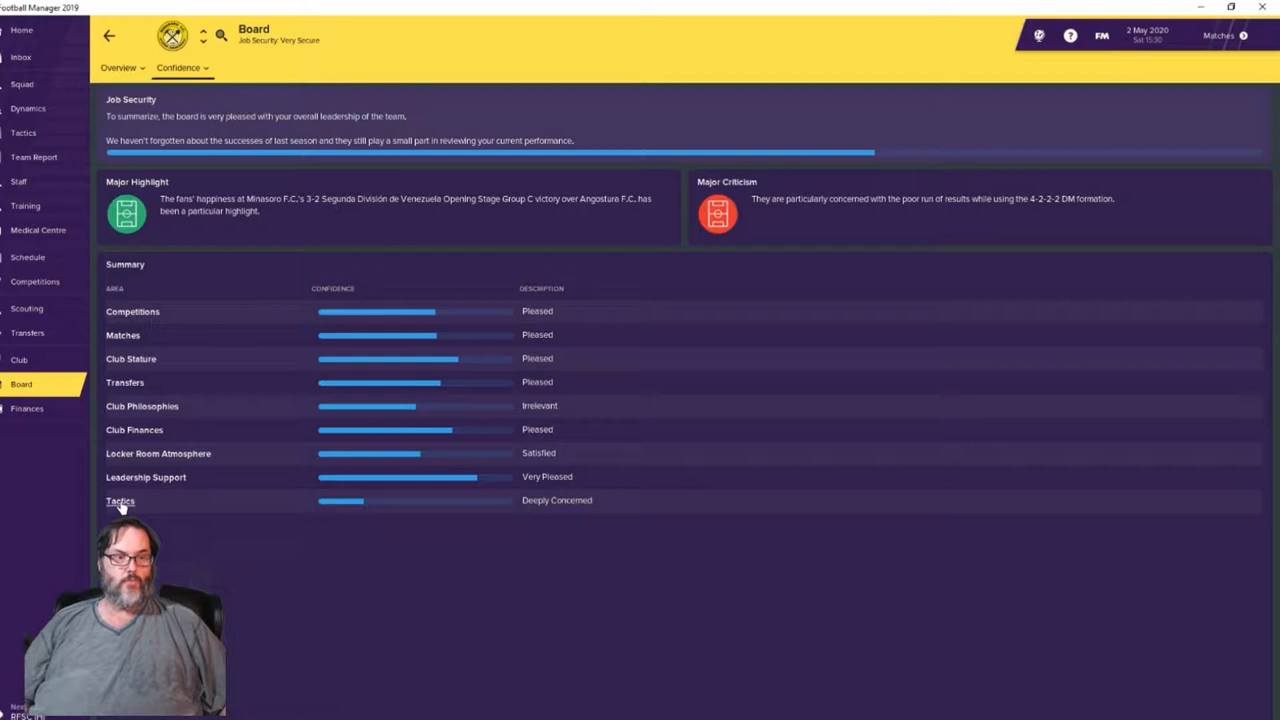 Football Manager 2019
Home
Inbox
Squad
Dynamics
Tactics
Team Report
Staff
Training
Medical Centre
Schedule
Competitions
Scouting
Transfers
Club
Board
Finances
Board
Job Security: Very Secure
FM
2 May 2020
Sat 15:30
Matches
Overview
Confidence
Job Security
To summarize, the board is very pleased with your overall leadership of the team.
We haven't forgotten about the successes of last season and they still play a small part in reviewing your current performance.
Major Highlight
The fans' happiness at Minasoro F.C.'s 3-2 Segunda División de Venezuela Opening Stage Group C victory over Angostura F.C. has
been a particular highlight.
Major Criticism
They are particularly concerned with the poor run of results while using the 4-2-2-2 DM formation.
Summary
AREA CONFIDENCE DESCRIPTION
Competitions Pleased
Matches Pleased
Club Stature Pleased
Transfers Pleased
Club Philosophies Irrelevant
Club Finances Pleased
Locker Room Atmosphere Satisfied
Leadership Support Very Pleased
Tactics Deeply Concerned